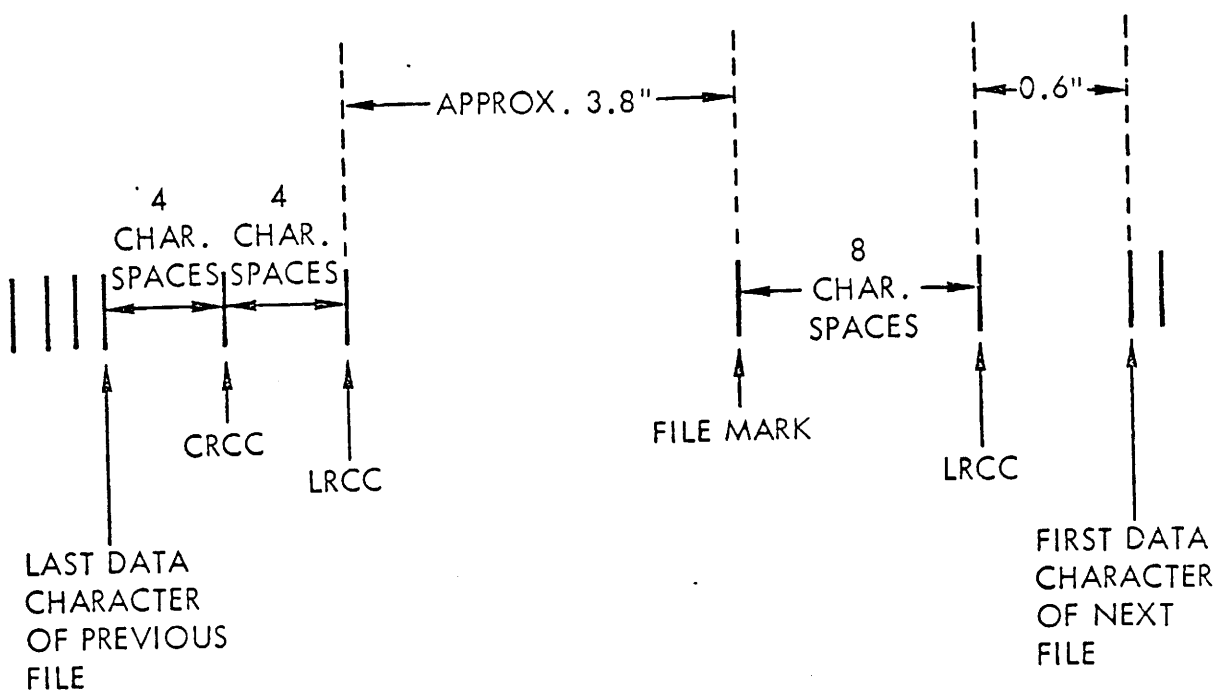 APPROX. 3.8"
0.6"
4
CHAR.
SPACES
4
CHAR.
SPACES
8
CHAR.
SPACES
CRCC
LRCC
FILE MARK
LRCC
LAST DATA
CHARACTER
OF PREVIOUS
FILE
FIRST DATA
CHARACTER
OF NEXT
FILE